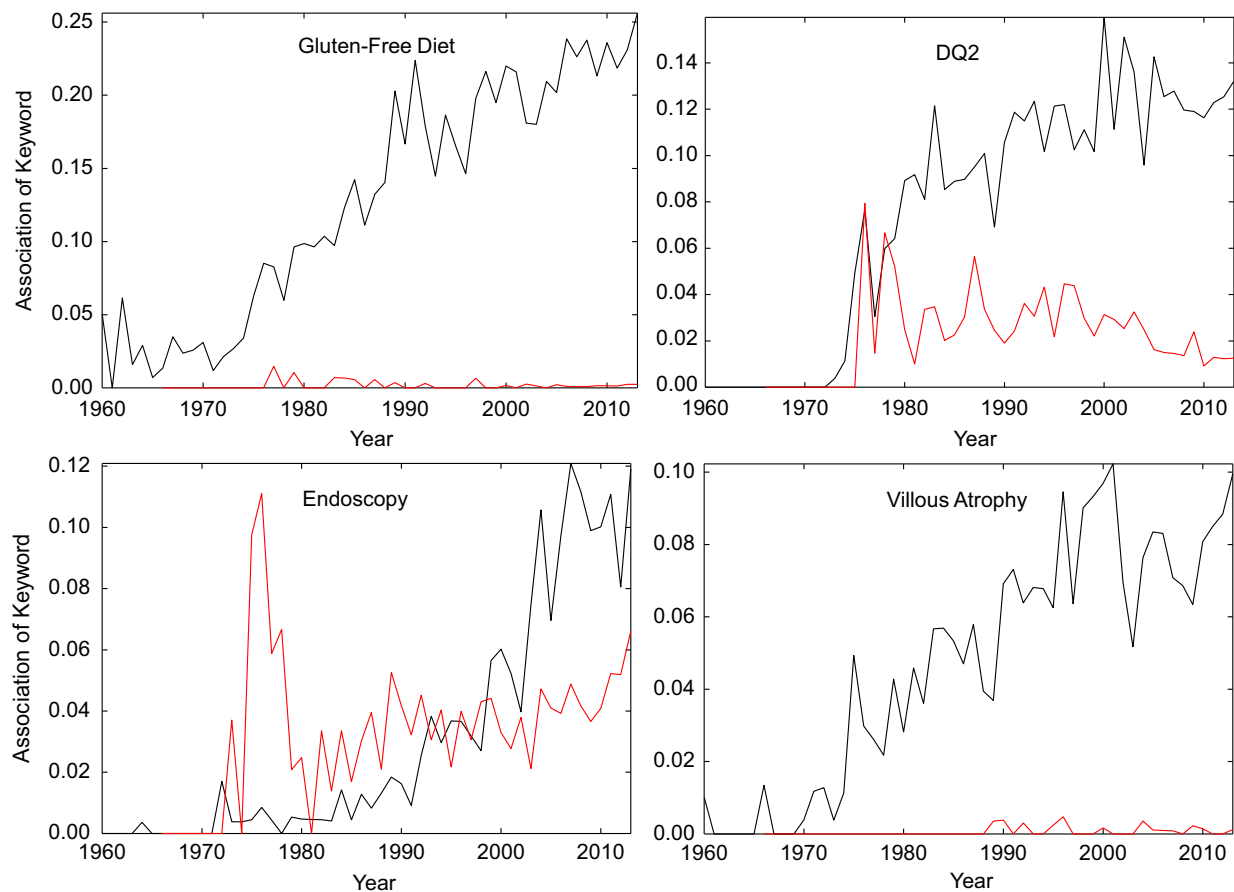 Gluten-Free Diet
Association of Keyword
0.25
0.20
0.15
0.10
0.05
0.00
1960 1970 1980 1990 2000 2010
Year
DQ2
0.14
0.12
0.10
0.08
0.06
0.04
0.02
0.00
1960 1970 1980 1990 2000 2010
Year
Endoscopy
Association of Keyword
0.12
0.10
0.08
0.06
0.04
0.02
0.00
1960 1970 1980 1990 2000 2010
Year
Villous Atrophy
0.10
0.08
0.06
0.04
0.02
0.00
1960 1970 1980 1990 2000 2010
Year